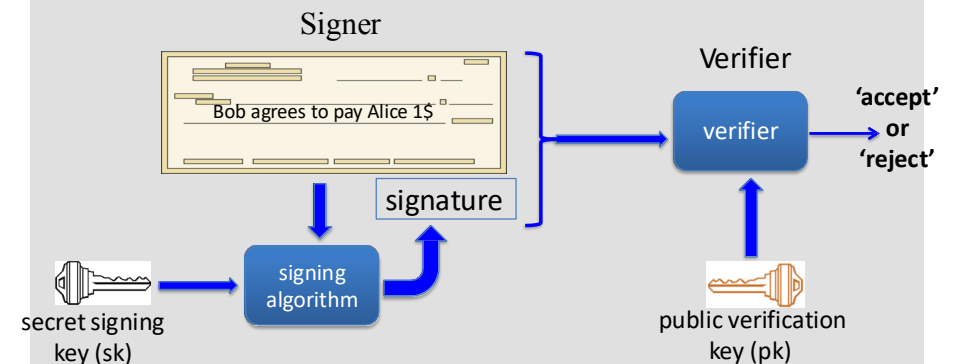 Signer
Bob agrees to pay Alice 1$
signature
signing
algorithm
secret signing
key (sk)
Verifier
verifier
‘accept’
or
‘reject’
public verification
key (pk)